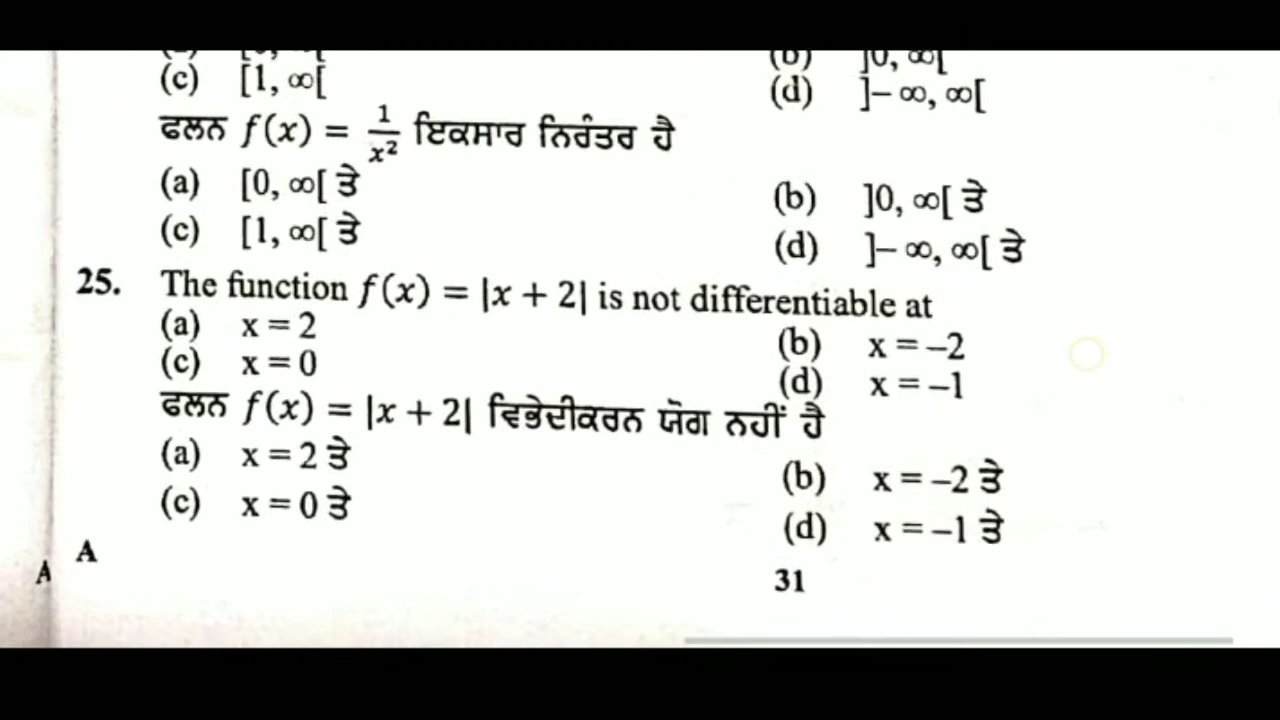 (c) [1, ∞[
(b) ]0, ∞[
(d) ]– ∞, ∞[
ਫਲਨ f(x) = 1/x² ਇਕਸਾਰ ਨਿਰੰਤਰ ਹੈ
(a) [0, ∞[ ਤੇ (b) ]0, ∞[ ਤੇ
(c) [1, ∞[ ਤੇ (d) ]– ∞, ∞[ ਤੇ
25. The function f(x) = |x + 2| is not differentiable at
(a) x = 2 (b) x = –2
(c) x = 0 (d) x = –1
ਫਲਨ f(x) = |x + 2| ਵਿਭੇਦੀਕਰਨ ਯੋਗ ਨਹੀਂ ਹੈ
(a) x = 2 ਤੇ (b) x = –2 ਤੇ
(c) x = 0 ਤੇ (d) x = –1 ਤੇ
A
A
31